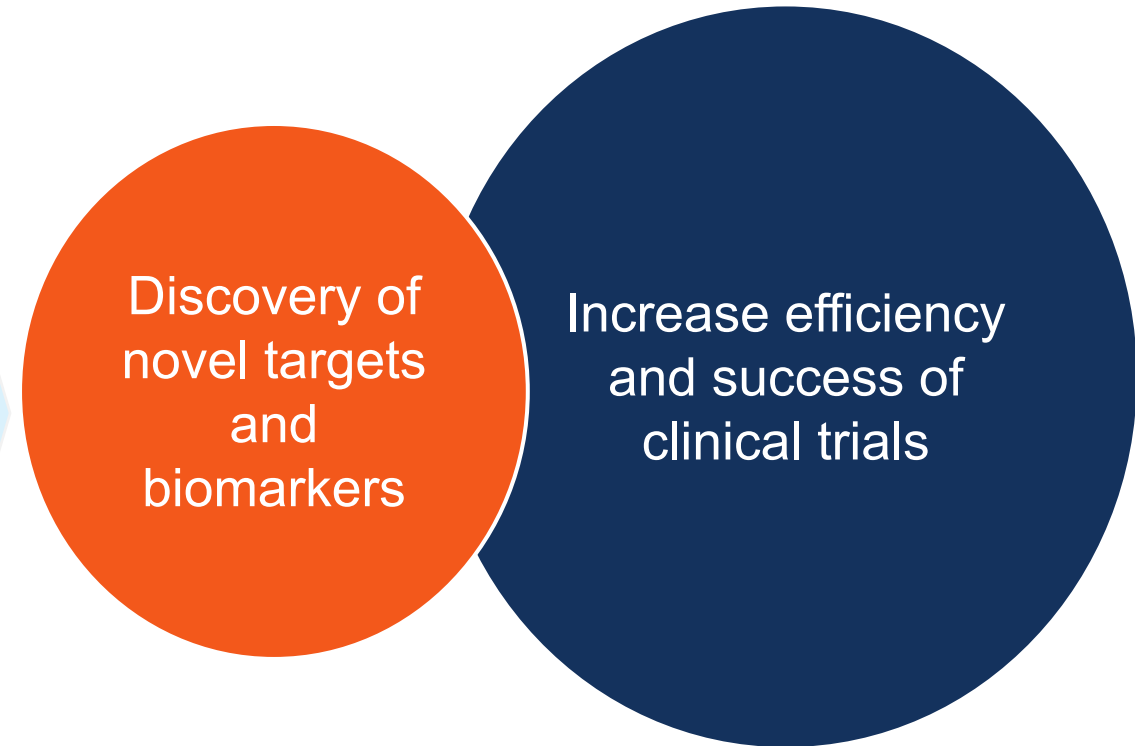 Discovery of
novel targets
and
biomarkers
Increase efficiency
and success of
clinical trials